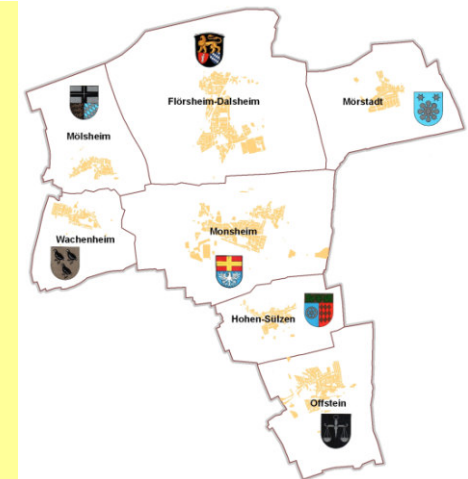 Flörsheim-Dalsheim
Mörstadt
Mölsheim
Wachenheim
Monsheim
Hohen-Sülzen
Offstein